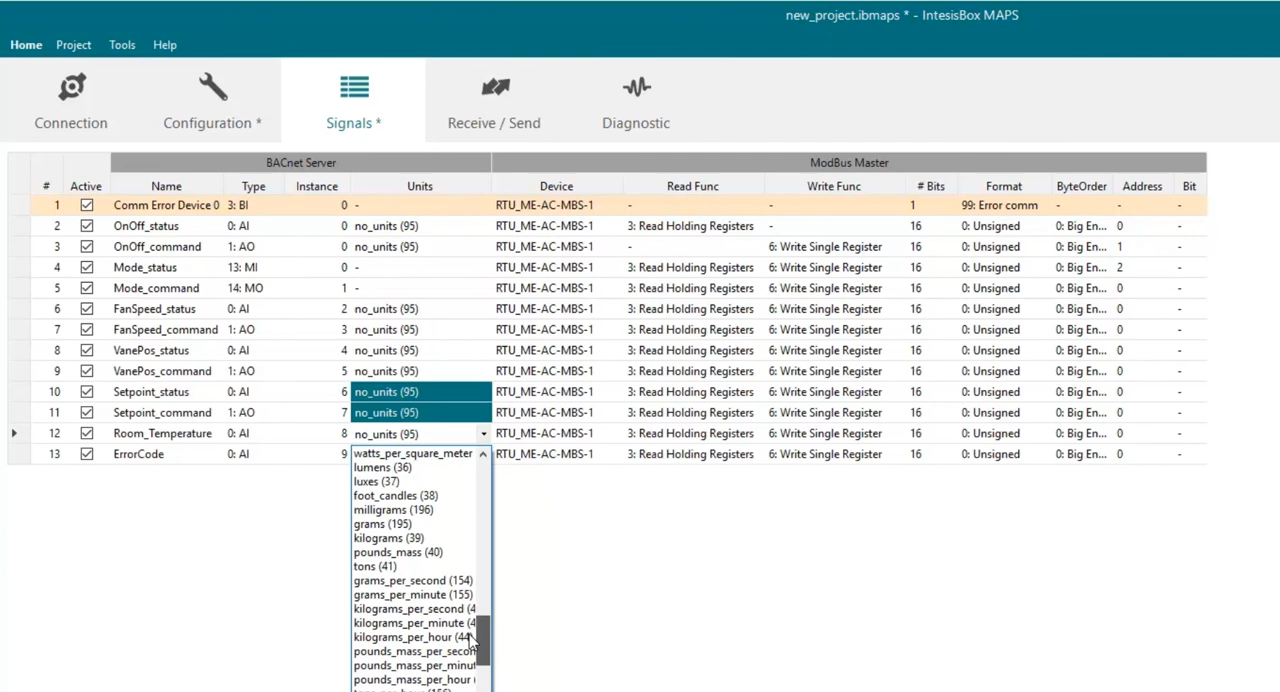 new_project.ibmaps * - IntesisBox MAPS
Home Project Tools Help
Connection Configuration * Signals * Receive / Send Diagnostic
BACnet Server ModBus Master
# Active Name Type Instance Units Device Read Func Write Func # Bits Format ByteOrder Address Bit
1 Comm Error Device 0 3: BI 0 - RTU_ME-AC-MBS-1 - - 1 99: Error comm - - -
2 OnOff_status 0: AI 0 no_units (95) RTU_ME-AC-MBS-1 3: Read Holding Registers - 16 0: Unsigned 0: Big En... 0 -
3 OnOff_command 1: AO 0 no_units (95) RTU_ME-AC-MBS-1 - 6: Write Single Register 16 0: Unsigned 0: Big En... 1 -
4 Mode_status 13: MI 0 - RTU_ME-AC-MBS-1 3: Read Holding Registers 6: Write Single Register 16 0: Unsigned 0: Big En... 2 -
5 Mode_command 14: MO 1 - RTU_ME-AC-MBS-1 3: Read Holding Registers 6: Write Single Register 16 0: Unsigned 0: Big En... 0 -
6 FanSpeed_status 0: AI 2 no_units (95) RTU_ME-AC-MBS-1 3: Read Holding Registers 6: Write Single Register 16 0: Unsigned 0: Big En... 0 -
7 FanSpeed_command 1: AO 3 no_units (95) RTU_ME-AC-MBS-1 3: Read Holding Registers 6: Write Single Register 16 0: Unsigned 0: Big En... 0 -
8 VanePos_status 0: AI 4 no_units (95) RTU_ME-AC-MBS-1 3: Read Holding Registers 6: Write Single Register 16 0: Unsigned 0: Big En... 0 -
9 VanePos_command 1: AO 5 no_units (95) RTU_ME-AC-MBS-1 3: Read Holding Registers 6: Write Single Register 16 0: Unsigned 0: Big En... 0 -
10 Setpoint_status 0: AI 6 no_units (95) RTU_ME-AC-MBS-1 3: Read Holding Registers 6: Write Single Register 16 0: Unsigned 0: Big En... 0 -
11 Setpoint_command 1: AO 7 no_units (95) RTU_ME-AC-MBS-1 3: Read Holding Registers 6: Write Single Register 16 0: Unsigned 0: Big En... 0 -
12 Room_Temperature 0: AI 8 no_units (95) RTU_ME-AC-MBS-1 3: Read Holding Registers 6: Write Single Register 16 0: Unsigned 0: Big En... 0 -
13 ErrorCode 0: AI 9 RTU_ME-AC-MBS-1 3: Read Holding Registers 6: Write Single Register 16 0: Unsigned 0: Big En... 0 -
watts_per_square_meter
lumens (36)
luxes (37)
foot_candles (38)
milligrams (196)
grams (195)
kilograms (39)
pounds_mass (40)
tons (41)
grams_per_second (154)
grams_per_minute (155)
kilograms_per_second (4
kilograms_per_minute (4
kilograms_per_hour (44
pounds_mass_per_secon
pounds_mass_per_minut
pounds_mass_per_hour (